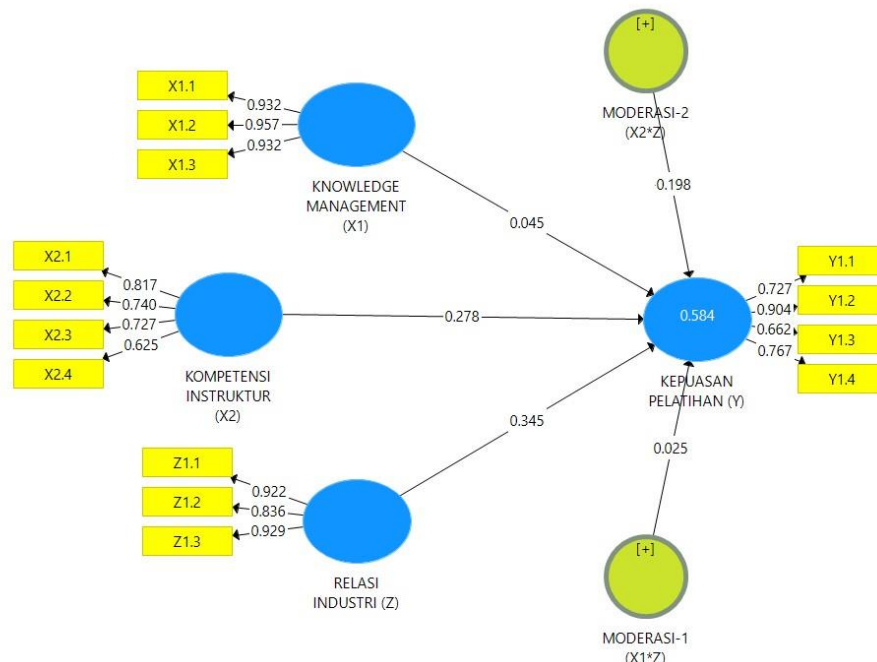 [+]
MODERASI-2
(X2*Z)
0.198
X1.1
X1.2
X1.3
0.932
0.957
0.932
KNOWLEDGE
MANAGEMENT
(X1)
0.045
X2.1
X2.2
X2.3
X2.4
0.817
0.740
0.727
0.625
KOMPETENSI
INSTRUKTUR
(X2)
0.278
0.584
KEPUASAN
PELATIHAN (Y)
0.727
0.904
0.662
0.767
Y1.1
Y1.2
Y1.3
Y1.4
Z1.1
Z1.2
Z1.3
0.922
0.836
0.929
RELASI
INDUSTRI (Z)
0.345
0.025
[+]
MODERASI-1
(X1*Z)